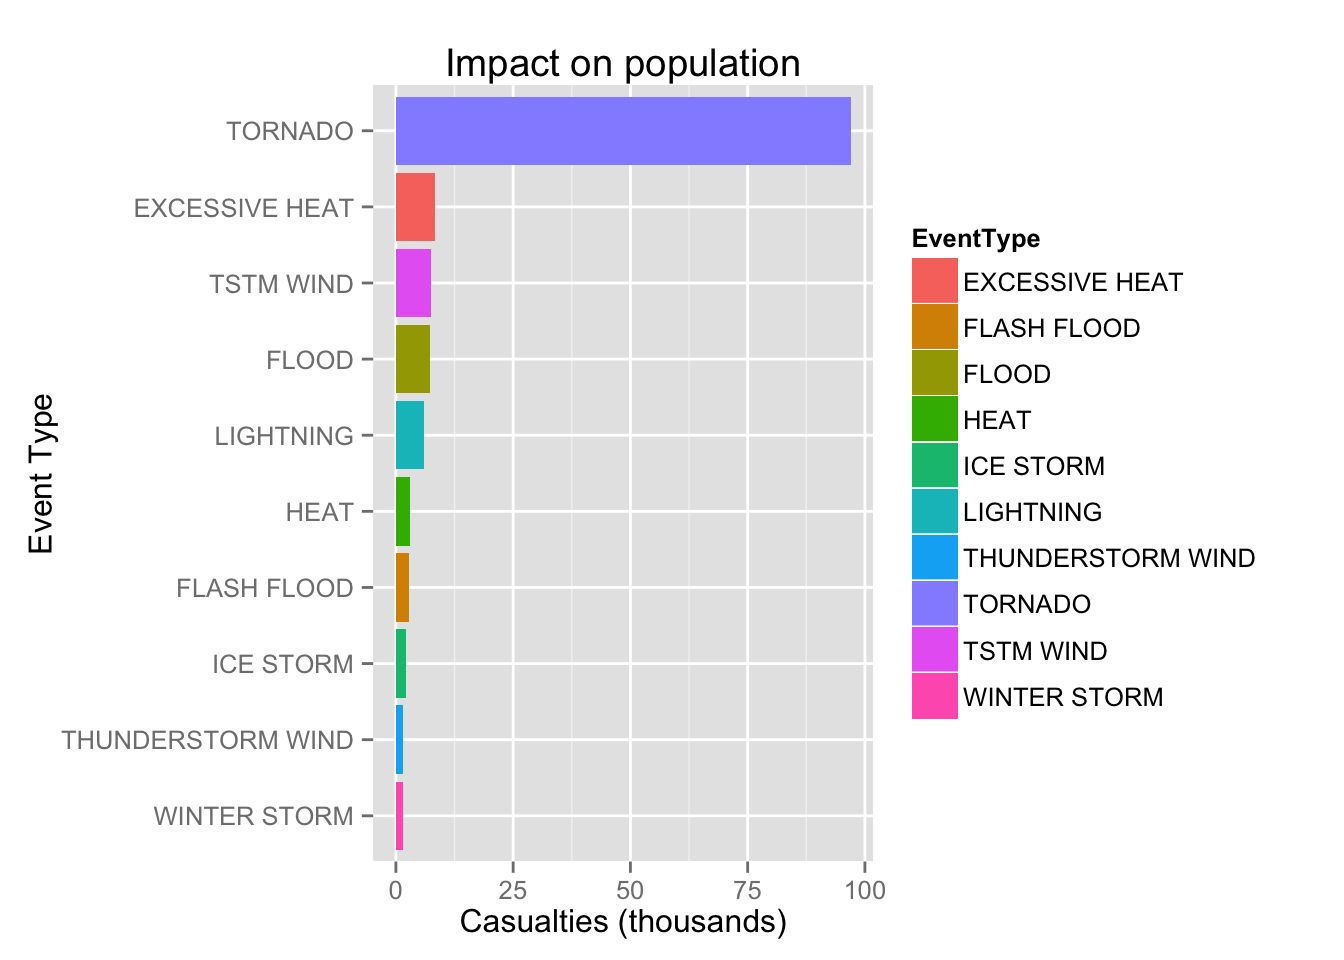 Impact on population
TORNADO
EXCESSIVE HEAT
TSTM WIND
FLOOD
LIGHTNING
HEAT
FLASH FLOOD
ICE STORM
THUNDERSTORM WIND
WINTER STORM
Event Type
0 25 50 75 100
Casualties (thousands)
EventType
EXCESSIVE HEAT
FLASH FLOOD
FLOOD
HEAT
ICE STORM
LIGHTNING
THUNDERSTORM WIND
TORNADO
TSTM WIND
WINTER STORM